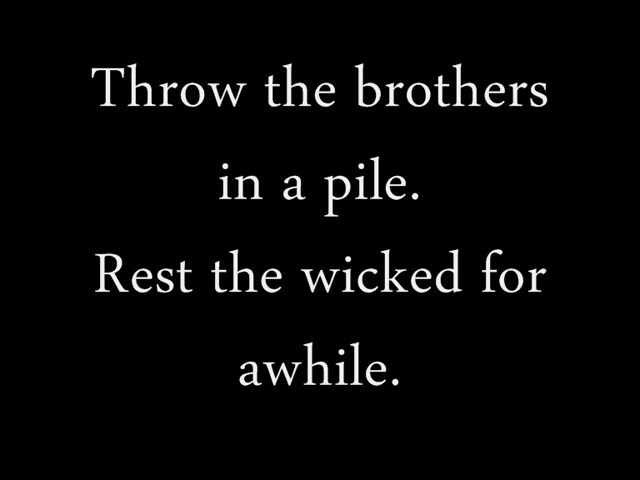 Throw the brothers
in a pile.
Rest the wicked for
awhile.